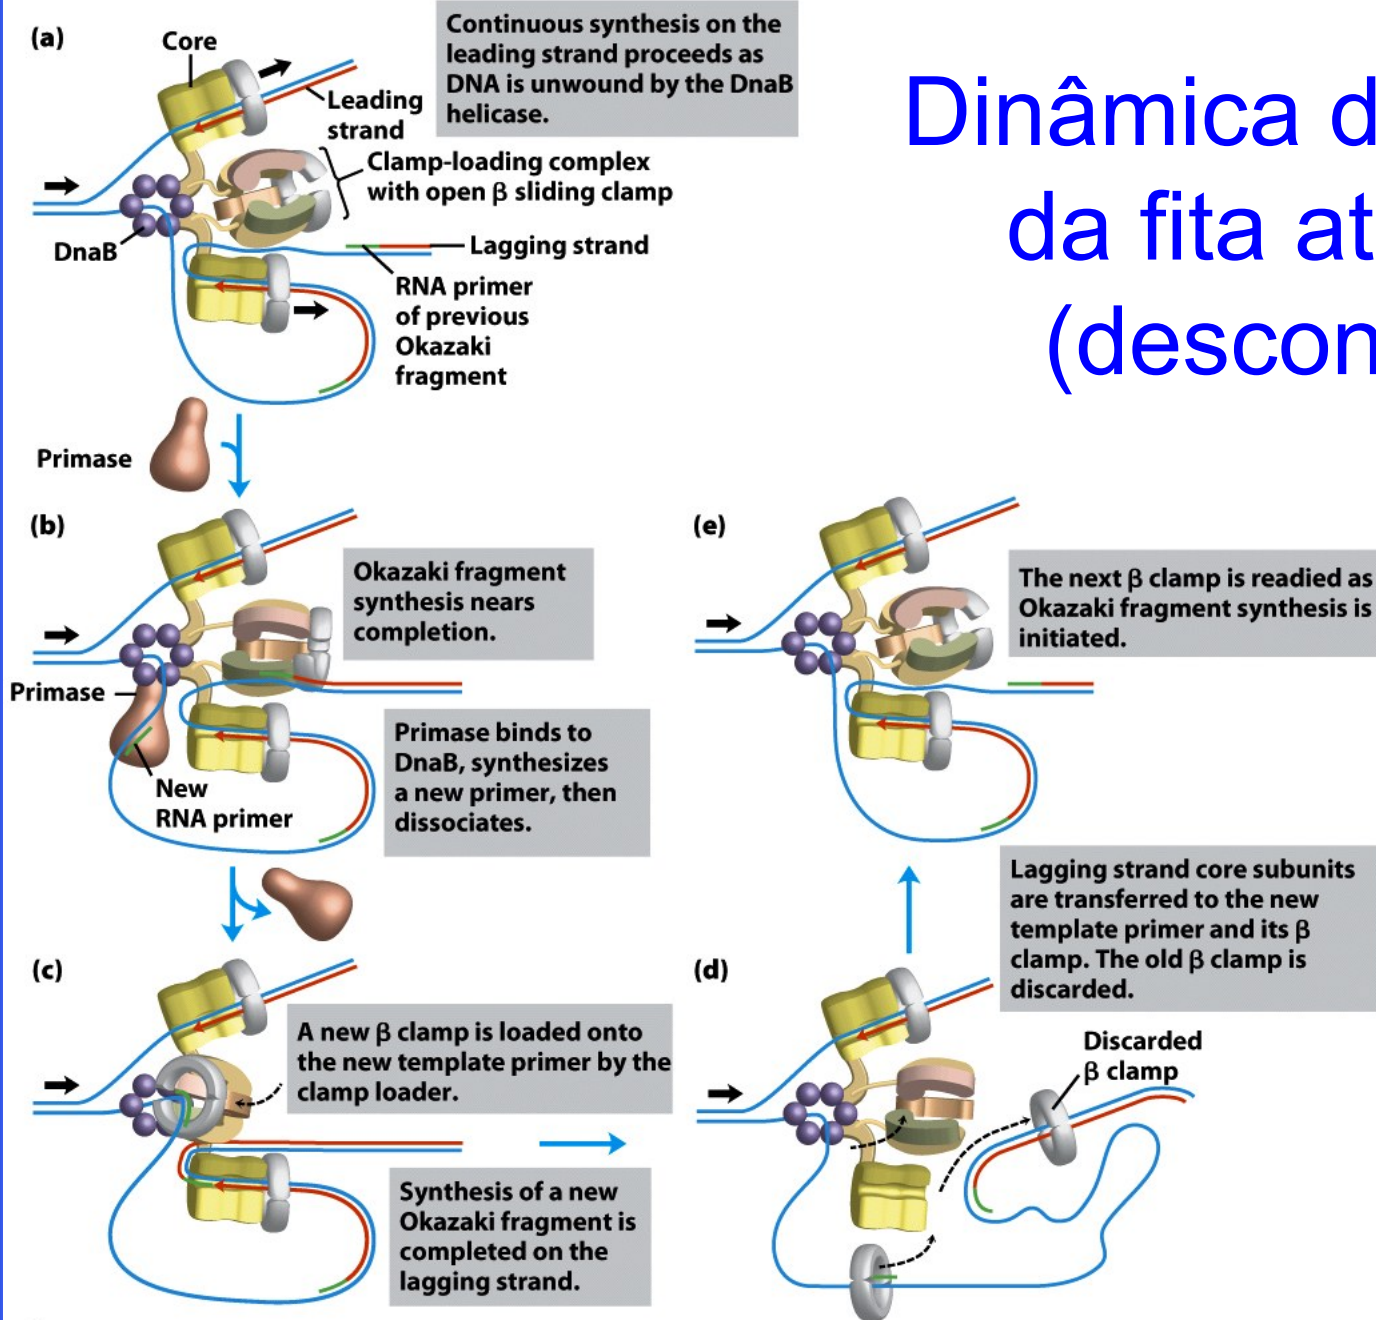 (a)
Core
Continuous synthesis on the
leading strand proceeds as
DNA is unwound by the DnaB
helicase.
Leading
strand
Clamp-loading complex
with open β sliding clamp
DnaB
Lagging strand
RNA primer
of previous
Okazaki
fragment
Dinâmica d
da fita at
(descon
Primase
(b)
Okazaki fragment
synthesis nears
completion.
Primase
New
RNA primer
Primase binds to
DnaB, synthesizes
a new primer, then
dissociates.
(c)
A new β clamp is loaded onto
the new template primer by the
clamp loader.
Synthesis of a new
Okazaki fragment is
completed on the
lagging strand.
(d)
Lagging strand core subunits
are transferred to the new
template primer and its β
clamp. The old β clamp is
discarded.
Discarded
β clamp
(e)
The next β clamp is readied as
Okazaki fragment synthesis is
initiated.